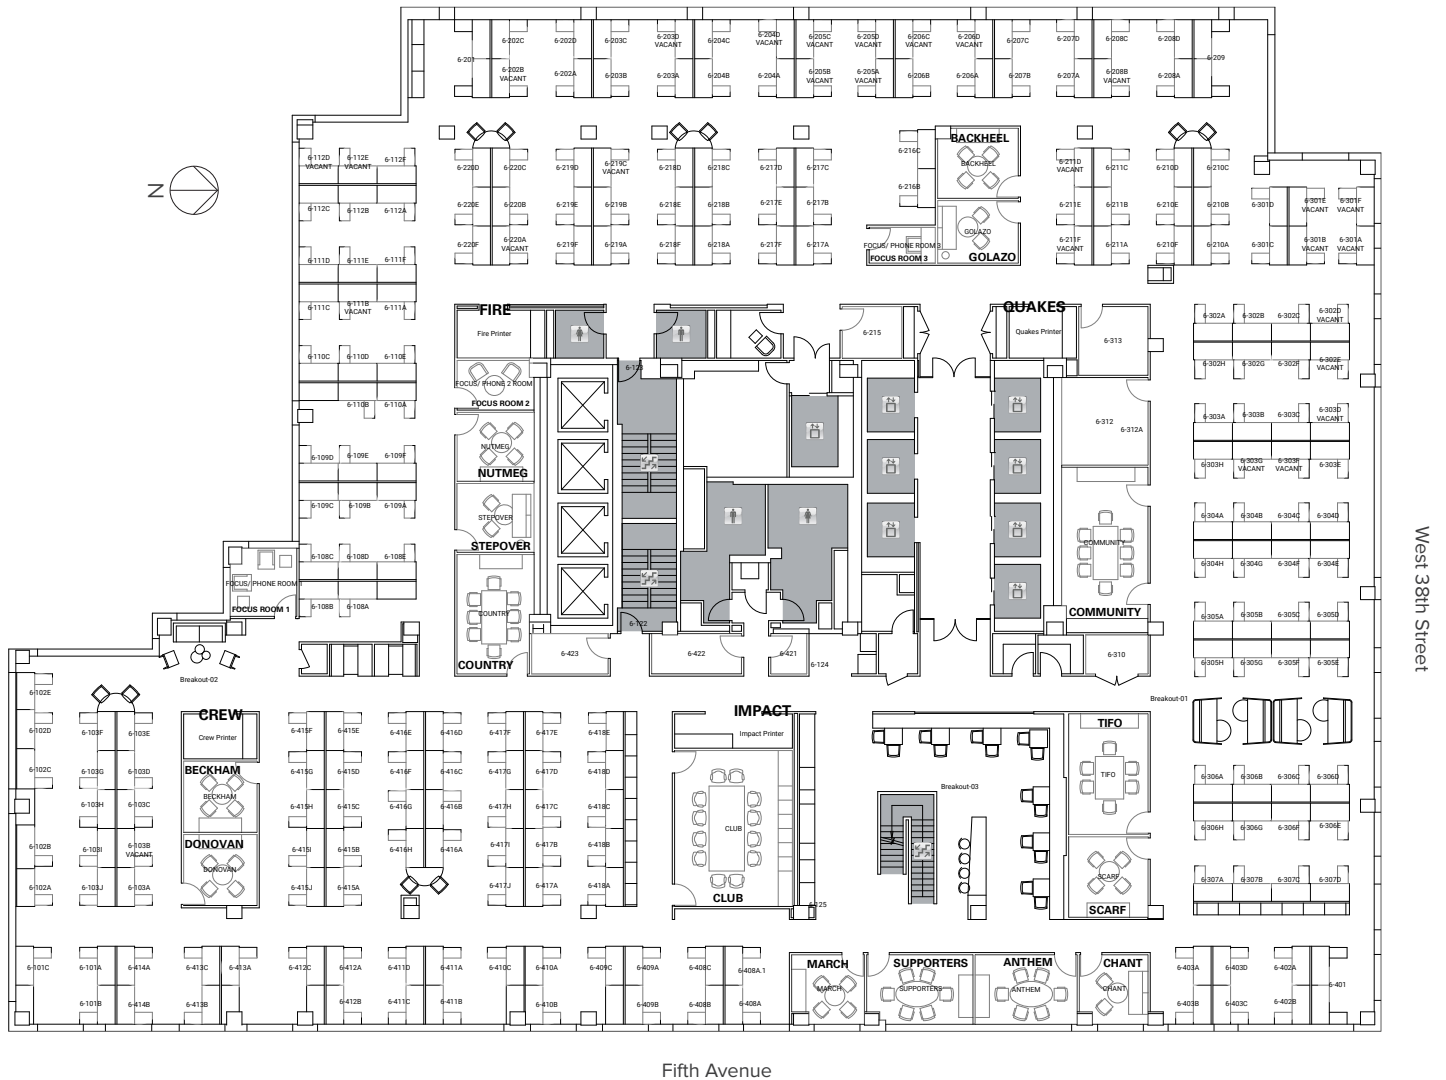 6-202C
6-202D
6-203C
6-203D
VACANT
6-204C
6-204D
VACANT
6-205C
VACANT
6-205D
VACANT
6-206C
VACANT
6-206D
VACANT
6-207C
6-207D
6-208C
6-208D
6-201
6-209
6-202B
VACANT
6-202A
6-203B
6-203A
6-204B
6-204A
6-205B
VACANT
6-205A
VACANT
6-206B
6-206A
6-207B
6-207A
6-208B
VACANT
6-208A
6-112D
VACANT
6-112E
VACANT
6-112F
6-220D
6-220C
6-219D
6-219C
VACANT
6-218D
6-218C
6-217D
6-217C
6-216C
BACKHEEL
BACKHEEL
6-211D
VACANT
6-211C
6-210D
6-210C
N
6-112C
6-112B
6-112A
6-220E
6-220B
6-219E
6-219B
6-218E
6-218B
6-217E
6-217B
6-216B
6-211E
6-211B
6-210E
6-210B
6-301D
6-301E
VACANT
6-301F
VACANT
6-220F
6-220A
VACANT
6-219F
6-219A
6-218F
6-218A
6-217F
6-217A
FOCUS/ PHONE ROOM 3
FOCUS ROOM 3
GOLAZO
GOLAZO
6-211F
VACANT
6-211A
6-210F
6-210A
6-301C
6-301B
VACANT
6-301A
VACANT
6-111D
6-111E
6-111F
6-111C
6-111B
VACANT
6-111A
FIRE
Fire Printer
6-215
QUAKES
Quakes Printer
6-313
6-302A
6-302B
6-302C
6-302D
VACANT
6-110C
6-110D
6-110E
6-123
6-302H
6-302G
6-302F
6-302E
VACANT
FOCUS/ PHONE 2 ROOM
FOCUS ROOM 2
6-110B
6-110A
6-312
6-312A
6-303A
6-303B
6-303C
6-303D
VACANT
NUTMEG
NUTMEG
6-109D
6-109E
6-109F
6-303H
6-303G
VACANT
6-303F
VACANT
6-303E
6-109C
6-109B
6-109A
STEPOVER
STEPOVER
6-304A
6-304B
6-304C
6-304D
COMMUNITY
COMMUNITY
6-108C
6-108D
6-108E
6-304H
6-304G
6-304F
6-304E
FOCUS/ PHONE ROOM 1
FOCUS ROOM 1
6-108B
6-108A
COUNTRY
COUNTRY
6-122
6-305A
6-305B
6-305C
6-305D
West 38th Street
6-423
6-422
6-421
6-124
6-310
6-305H
6-305G
6-305F
6-305E
Breakout-02
Breakout-01
6-102E
6-102D
6-103F
6-103E
CREW
Crew Printer
6-415F
6-415E
6-416E
6-416D
6-417F
6-417E
6-418E
IMPACT
Impact Printer
TIFO
TIFO
6-102C
6-103G
6-103D
BECKHAM
BECKHAM
6-415G
6-415D
6-416F
6-416C
6-417G
6-417D
6-418D
Breakout-03
6-306A
6-306B
6-306C
6-306D
6-103H
6-103C
6-415H
6-415C
6-416G
6-416B
6-417H
6-417C
6-418C
6-306H
6-306G
6-306F
6-306E
6-102B
6-103I
6-103B
VACANT
DONOVAN
DONOVAN
6-415I
6-415B
6-416H
6-416A
6-417I
6-417B
6-418B
CLUB
CLUB
6-102A
6-103J
6-103A
6-415J
6-415A
6-417J
6-417A
6-418A
6-125
SCARF
SCARF
6-307A
6-307B
6-307C
6-307D
6-101C
6-101A
6-414A
6-413C
6-413A
6-412C
6-412A
6-411D
6-411A
6-410C
6-410A
6-409C
6-409A
6-408C
6-408A.1
MARCH
MARCH
SUPPORTERS
SUPPORTERS
ANTHEM
ANTHEM
CHANT
CHANT
6-403A
6-403D
6-402A
6-401
6-101B
6-414B
6-413B
6-412B
6-411C
6-411B
6-410B
6-409B
6-408B
6-408A
6-403B
6-403C
6-402B
Fifth Avenue